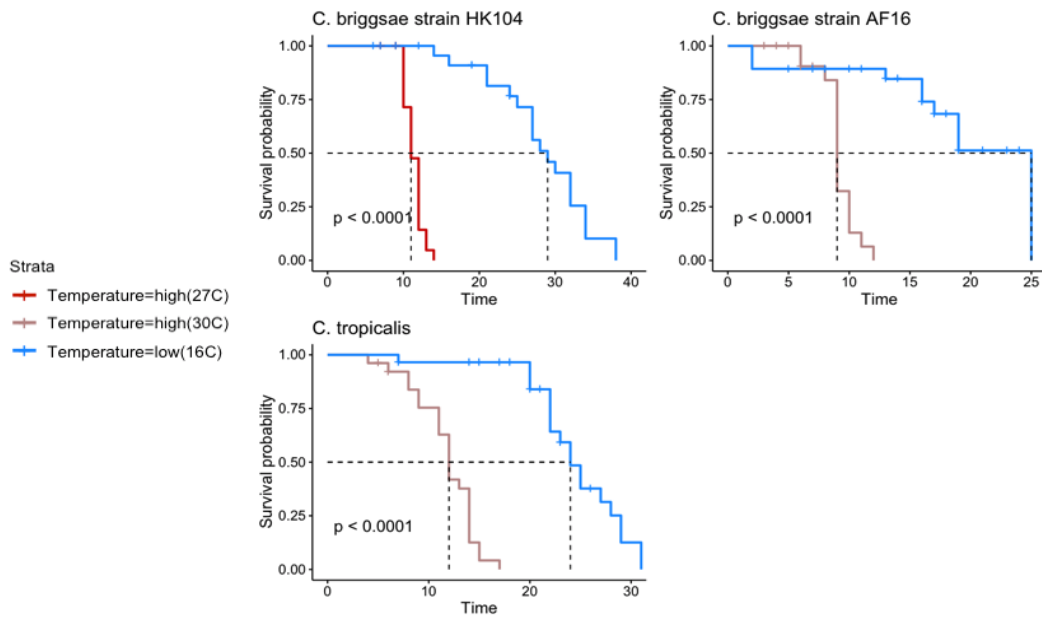 C. briggsae strain HK104
Survival probability
1.00
0.75
0.50
0.25
0.00
p < 0.0001
0 10 20 30 40
Time
C. briggsae strain AF16
Survival probability
1.00
0.75
0.50
0.25
0.00
p < 0.0001
0 5 10 15 20 25
Time
Strata
Temperature=high(27C)
Temperature=high(30C)
Temperature=low(16C)
C. tropicalis
Survival probability
1.00
0.75
0.50
0.25
0.00
p < 0.0001
0 10 20 30
Time